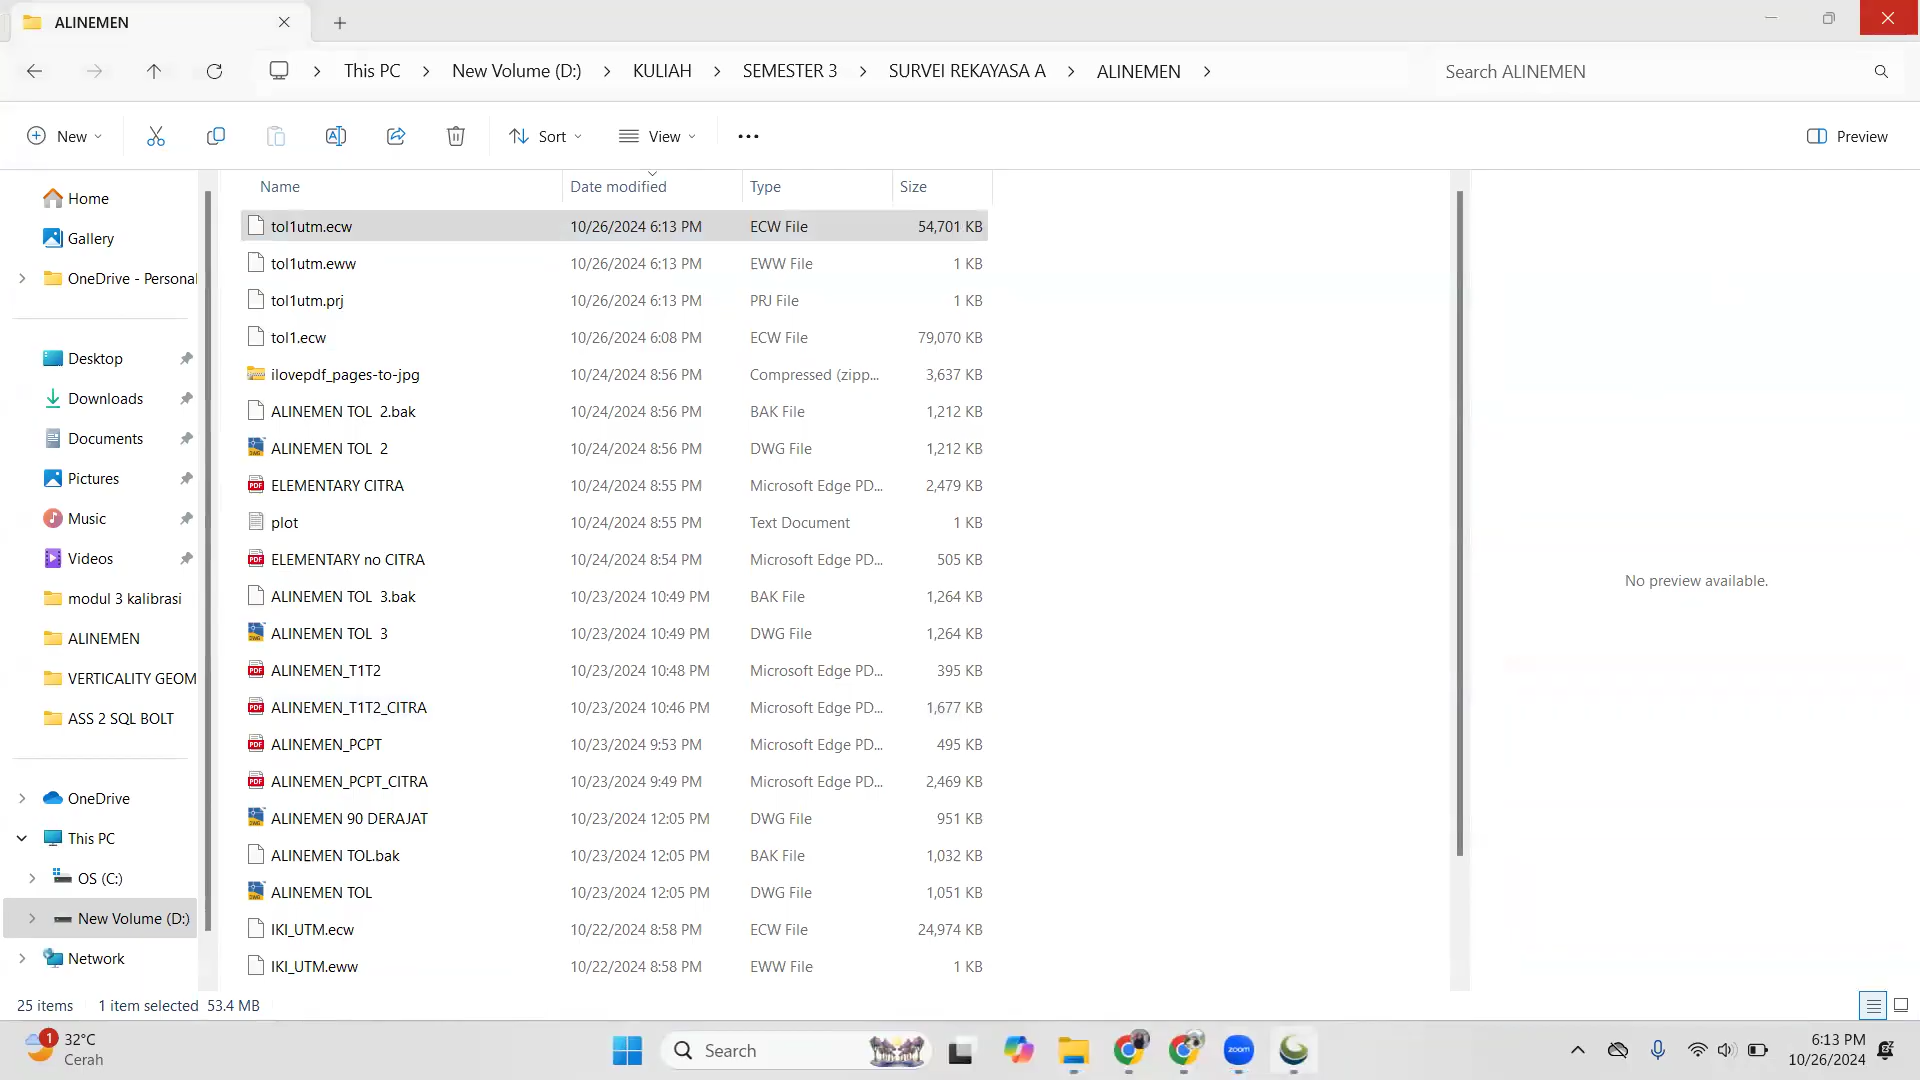 ALINEMEN
This PC
New Volume (D:)
KULIAH
SEMESTER 3
SURVEI REKAYASA A
ALINEMEN
Search ALINEMEN
New
Sort
View
Preview
Home
Gallery
OneDrive - Personal
Desktop
Downloads
Documents
Pictures
Music
Videos
modul 3 kalibrasi
ALINEMEN
VERTICALITY GEOM
ASS 2 SQL BOLT
OneDrive
This PC
OS (C:)
New Volume (D:)
Network
Name Date modified Type Size
tol1utm.ecw 10/26/2024 6:13 PM ECW File 54,701 KB
tol1utm.eww 10/26/2024 6:13 PM EWW File 1 KB
tol1utm.prj 10/26/2024 6:13 PM PRJ File 1 KB
tol1.ecw 10/26/2024 6:08 PM ECW File 79,070 KB
ilovepdf_pages-to-jpg 10/24/2024 8:56 PM Compressed (zipp... 3,637 KB
ALINEMEN TOL  2.bak 10/24/2024 8:56 PM BAK File 1,212 KB
ALINEMEN TOL  2 10/24/2024 8:56 PM DWG File 1,212 KB
ELEMENTARY CITRA 10/24/2024 8:55 PM Microsoft Edge PD... 2,479 KB
plot 10/24/2024 8:55 PM Text Document 1 KB
ELEMENTARY no CITRA 10/24/2024 8:54 PM Microsoft Edge PD... 505 KB
ALINEMEN TOL  3.bak 10/23/2024 10:49 PM BAK File 1,264 KB
ALINEMEN TOL  3 10/23/2024 10:49 PM DWG File 1,264 KB
ALINEMEN_T1T2 10/23/2024 10:48 PM Microsoft Edge PD... 395 KB
ALINEMEN_T1T2_CITRA 10/23/2024 10:46 PM Microsoft Edge PD... 1,677 KB
ALINEMEN_PCPT 10/23/2024 9:53 PM Microsoft Edge PD... 495 KB
ALINEMEN_PCPT_CITRA 10/23/2024 9:49 PM Microsoft Edge PD... 2,469 KB
ALINEMEN 90 DERAJAT 10/23/2024 12:05 PM DWG File 951 KB
ALINEMEN TOL.bak 10/23/2024 12:05 PM BAK File 1,032 KB
ALINEMEN TOL 10/23/2024 12:05 PM DWG File 1,051 KB
IKI_UTM.ecw 10/22/2024 8:58 PM ECW File 24,974 KB
IKI_UTM.eww 10/22/2024 8:58 PM EWW File 1 KB
No preview available.
25 items 1 item selected 53.4 MB
1
32°C
Cerah
Search
zoom
6:13 PM
10/26/2024